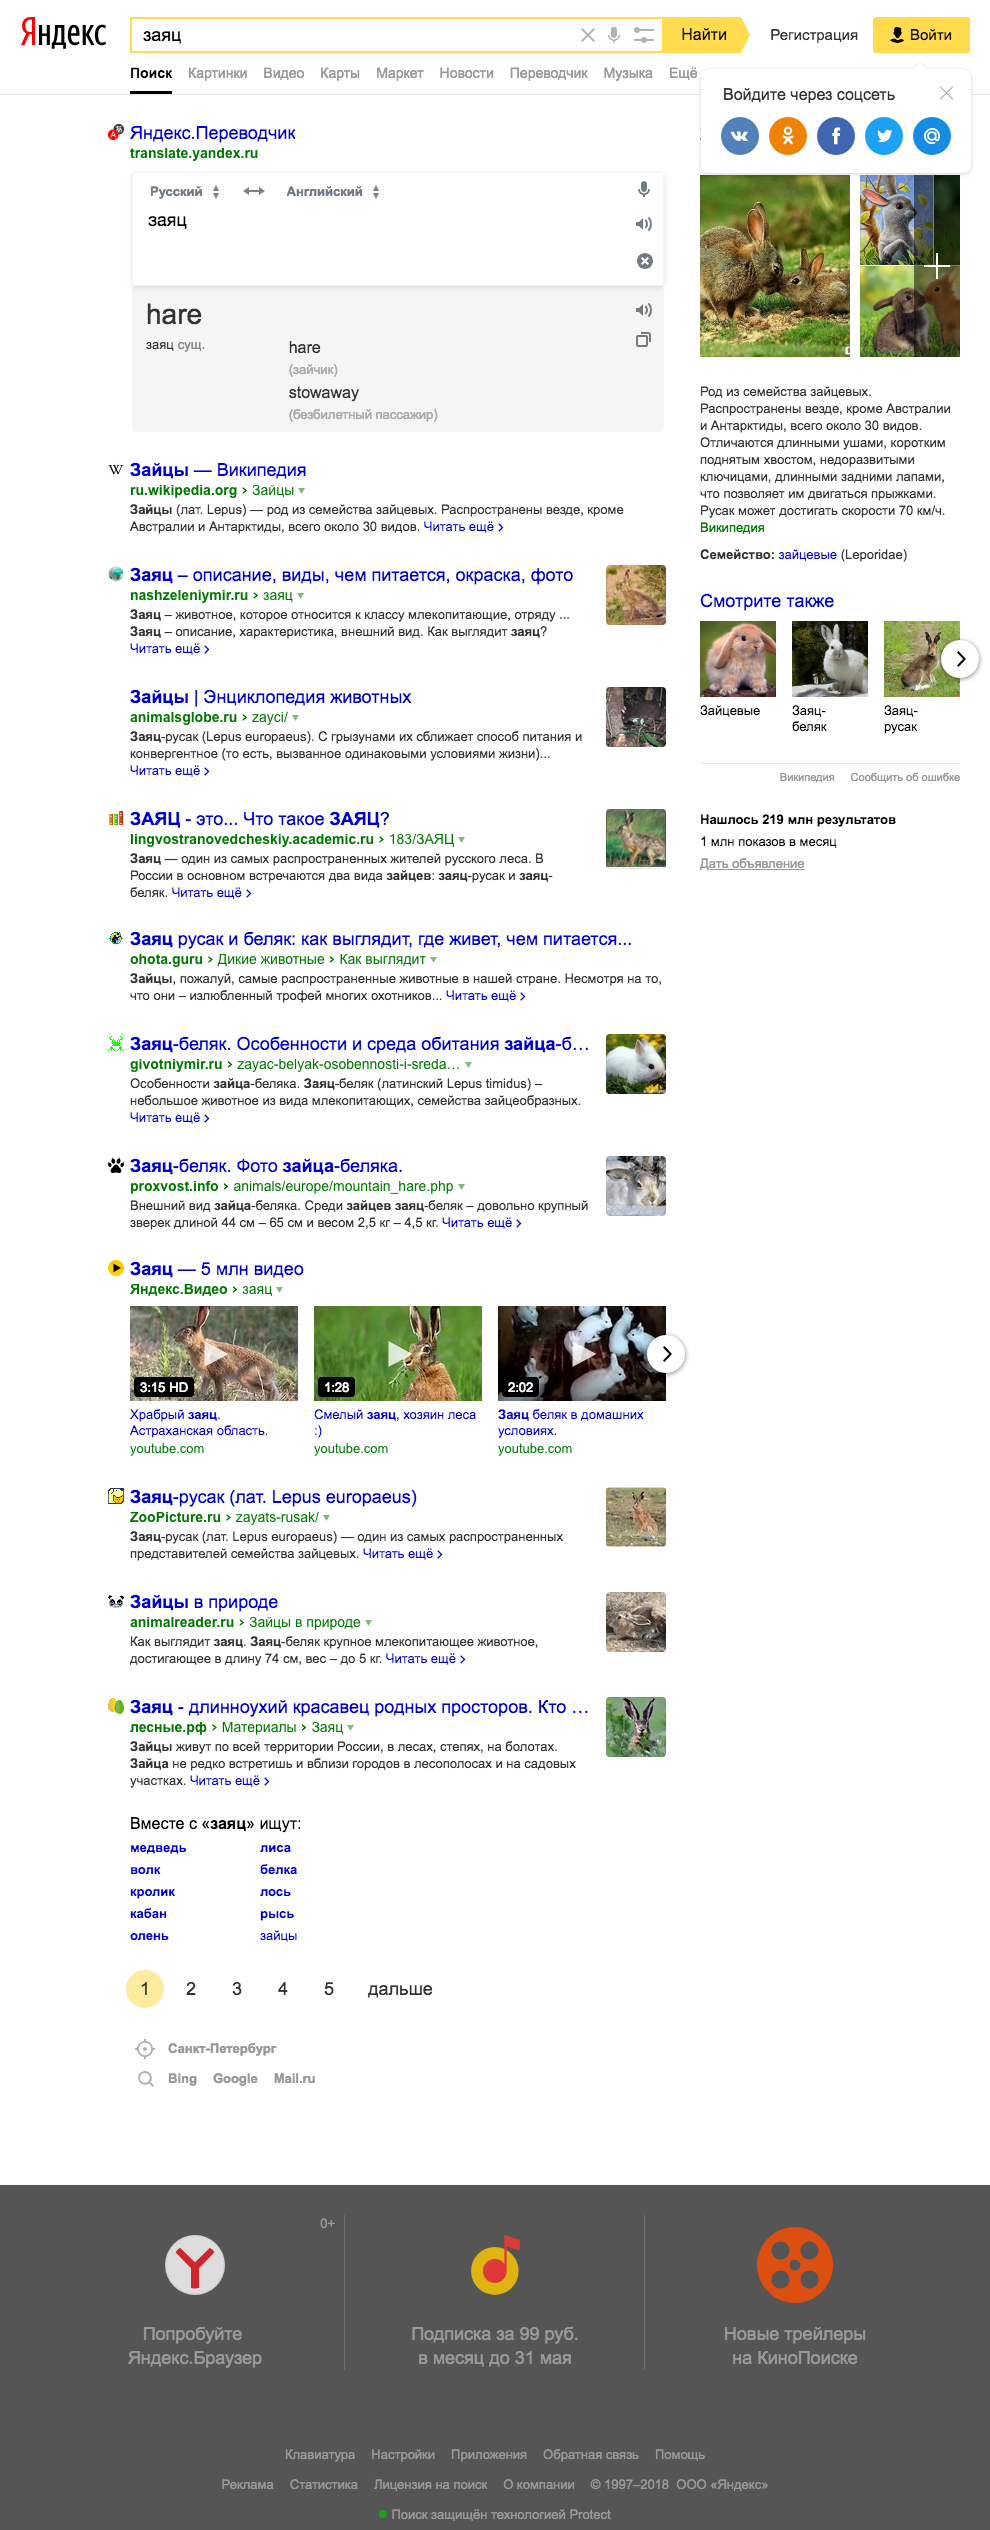 Яндекс
заяц
Найти
Регистрация
Войти
Поиск Картинки Видео Карты Маркет Новости Переводчик Музыка Ещё
Войдите через соцсеть
Яндекс.Переводчик
translate.yandex.ru
Русский Английский
заяц
hare
заяц сущ.
hare
(зайчик)
stowaway
(безбилетный пассажир)
Зайцы — Википедия
ru.wikipedia.org › Зайцы
Зайцы (лат. Lepus) — род из семейства зайцевых. Распространены везде, кроме
Австралии и Антарктиды, всего около 30 видов. Читать ещё ›
Заяц – описание, виды, чем питается, окраска, фото
nashzeleniymir.ru › заяц
Заяц – животное, которое относится к классу млекопитающие, отряду ...
Заяц – описание, характеристика, внешний вид. Как выглядит заяц?
Читать ещё ›
Зайцы | Энциклопедия животных
animalsglobe.ru › zayci/
Заяц-русак (Lepus europaeus). С грызунами их сближает способ питания и
конвергентное (то есть, вызванное одинаковыми условиями жизни)...
Читать ещё ›
ЗАЯЦ - это... Что такое ЗАЯЦ?
lingvostranovedcheskiy.academic.ru › 183/ЗАЯЦ
Заяц — один из самых распространенных жителей русского леса. В
России в основном встречаются два вида зайцев: заяц-русак и заяц-
беляк. Читать ещё ›
Заяц русак и беляк: как выглядит, где живет, чем питается...
ohota.guru › Дикие животные › Как выглядит
Зайцы, пожалуй, самые распространенные животные в нашей стране. Несмотря на то,
что они – излюбленный трофей многих охотников... Читать ещё ›
Заяц-беляк. Особенности и среда обитания зайца-б…
givotniymir.ru › zayac-belyak-osobennosti-i-sreda…
Особенности зайца-беляка. Заяц-беляк (латинский Lepus timidus) –
небольшое животное из вида млекопитающих, семейства зайцеобразных.
Читать ещё ›
Заяц-беляк. Фото зайца-беляка.
proxvost.info › animals/europe/mountain_hare.php
Внешний вид зайца-беляка. Среди зайцев заяц-беляк – довольно крупный
зверек длиной 44 см – 65 см и весом 2,5 кг – 4,5 кг. Читать ещё ›
Заяц — 5 млн видео
Яндекс.Видео › заяц
3:15 HD
1:28
2:02
Храбрый заяц.
Астраханская область.
youtube.com
Смелый заяц, хозяин леса
:)
youtube.com
Заяц беляк в домашних
условиях.
youtube.com
Заяц-русак (лат. Lepus europaeus)
ZooPicture.ru › zayats-rusak/
Заяц-русак (лат. Lepus europaeus) — один из самых распространенных
представителей семейства зайцевых. Читать ещё ›
Зайцы в природе
animalreader.ru › Зайцы в природе
Как выглядит заяц. Заяц-беляк крупное млекопитающее животное,
достигающее в длину 74 см, вес – до 5 кг. Читать ещё ›
Заяц - длинноухий красавец родных просторов. Кто …
лесные.рф › Материалы › Заяц
Зайцы живут по всей территории России, в лесах, степях, на болотах.
Зайца не редко встретишь и вблизи городов в лесополосах и на садовых
участках. Читать ещё ›
Вместе с «заяц» ищут:
медведь лиса
волк белка
кролик лось
кабан рысь
олень зайцы
1 2 3 4 5 дальше
Санкт-Петербург
Bing Google Mail.ru
Род из семейства зайцевых.
Распространены везде, кроме Австралии
и Антарктиды, всего около 30 видов.
Отличаются длинными ушами, коротким
поднятым хвостом, недоразвитыми
ключицами, длинными задними лапами,
что позволяет им двигаться прыжками.
Русак может достигать скорости 70 км/ч.
Википедия
Семейство: зайцевые (Leporidae)
Смотрите также
Зайцевые
Заяц-
беляк
Заяц-
русак
Википедия Сообщить об ошибке
Нашлось 219 млн результатов
1 млн показов в месяц
Дать объявление
0+
Попробуйте
Яндекс.Браузер
Подписка за 99 руб.
в месяц до 31 мая
Новые трейлеры
на КиноПоиске
Клавиатура Настройки Приложения Обратная связь Помощь
Реклама Статистика Лицензия на поиск О компании © 1997–2018 ООО «Яндекс»
Поиск защищён технологией Protect